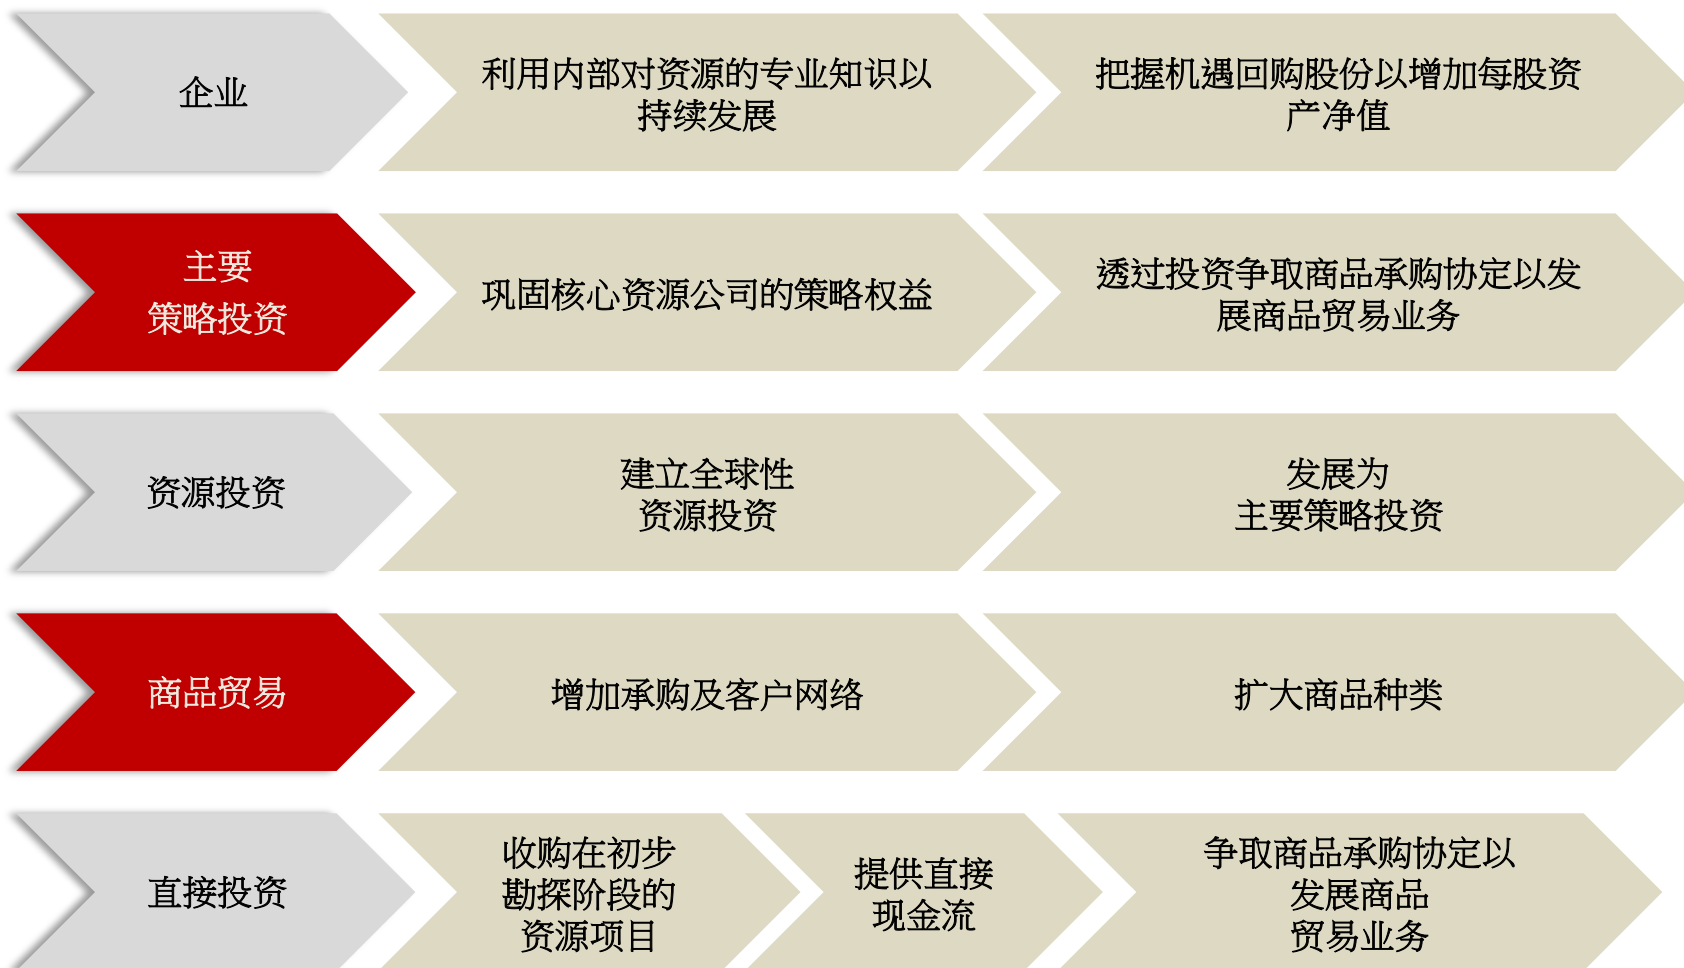 企业
利用内部对资源的专业知识以
持续发展
把握机遇回购股份以增加每股资
产净值
主要
策略投资
巩固核心资源公司的策略权益
透过投资争取商品承购协定以发
展商品贸易业务
资源投资
建立全球性
资源投资
发展为
主要策略投资
商品贸易
增加承购及客户网络
扩大商品种类
直接投资
收购在初步
勘探阶段的
资源项目
提供直接
现金流
争取商品承购协定以
发展商品
贸易业务